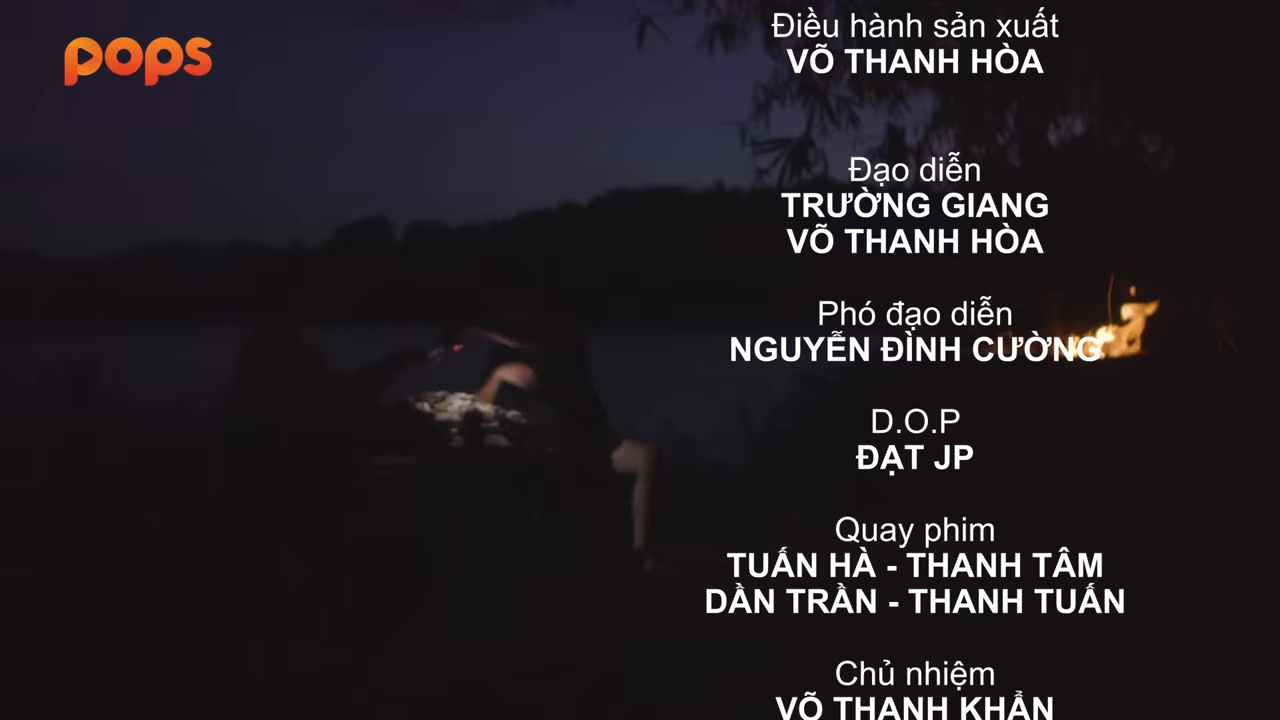 pops
Điều hành sản xuất
VÕ THANH HÒA
Đạo diễn
TRƯỜNG GIANG
VÕ THANH HÒA
Phó đạo diễn
NGUYỄN ĐÌNH CƯỜNG
D.O.P
ĐẠT JP
Quay phim
TUẤN HÀ - THANH TÂM
DẦN TRẦN - THANH TUẤN
Chủ nhiệm
VÕ THANH KHẨN